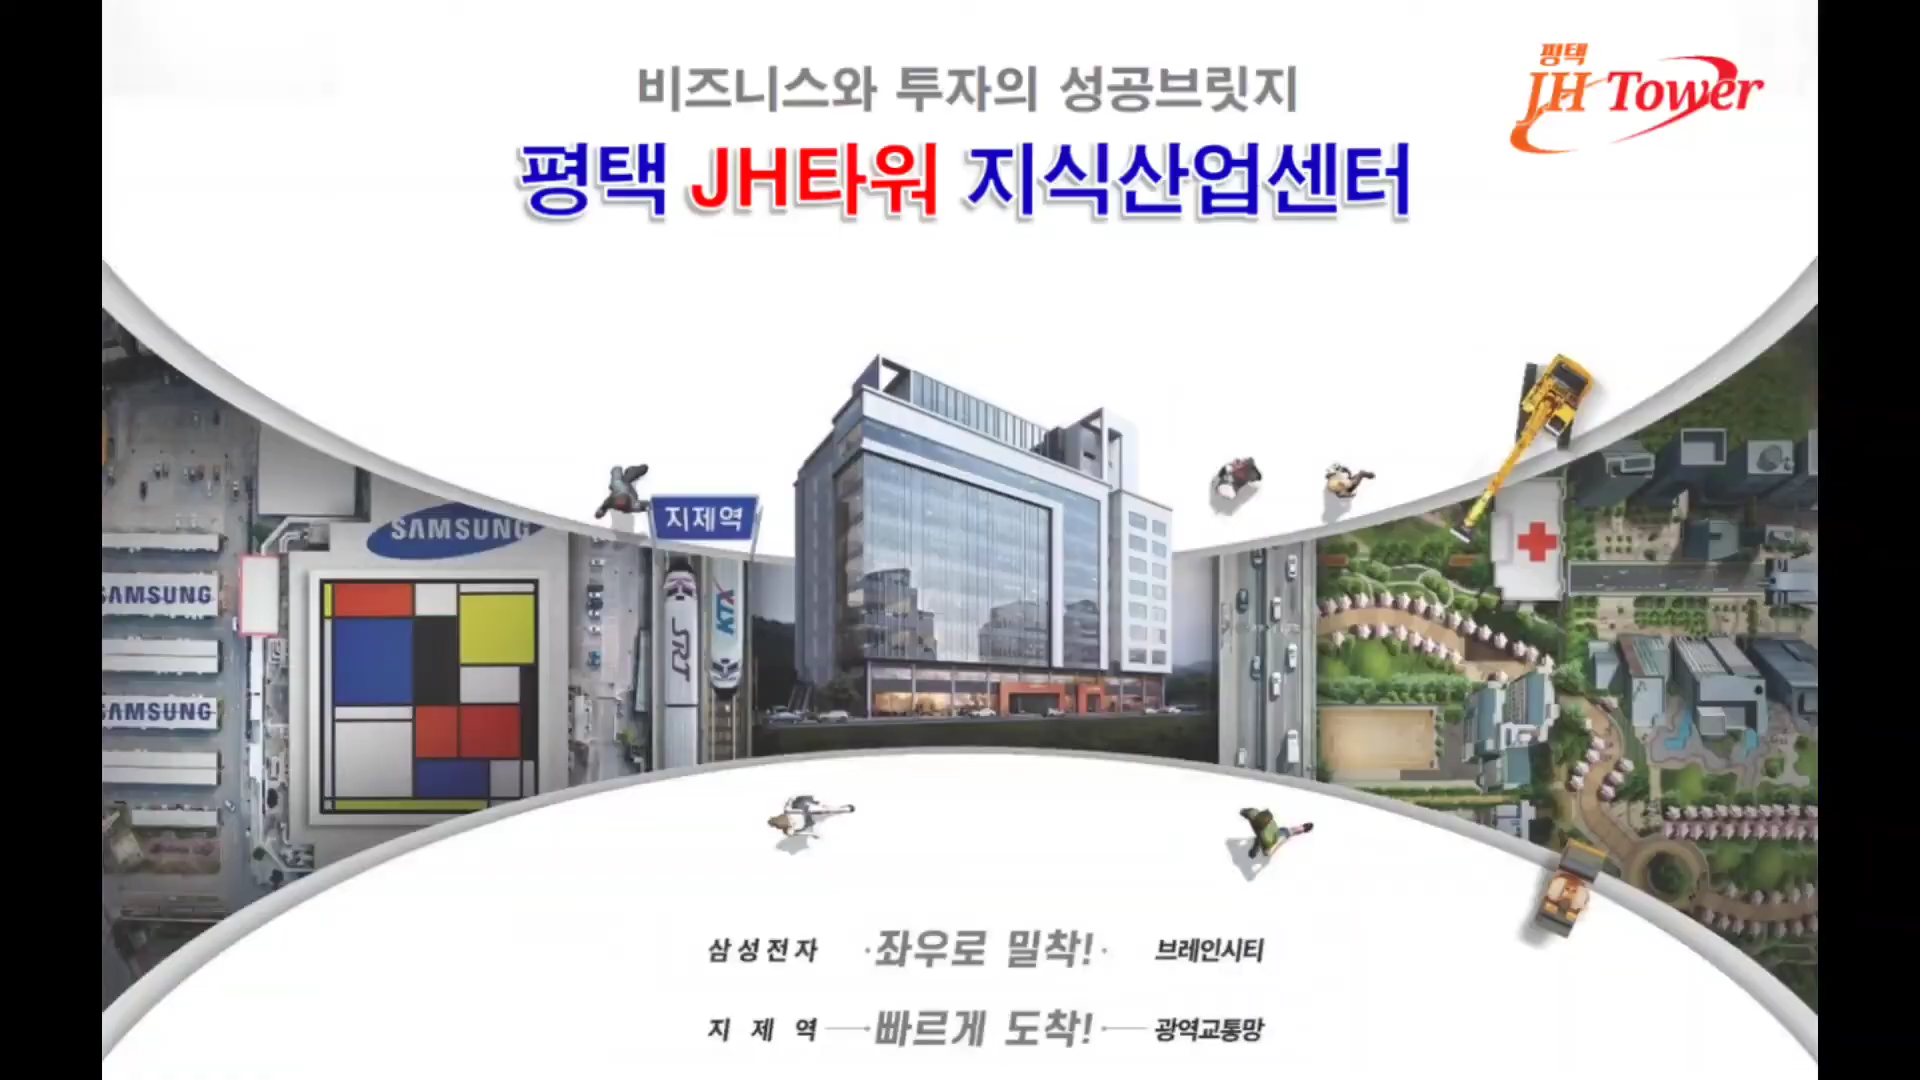 비즈니스와 투자의 성공브릿지
평택 JH타워 지식산업센터
평택
JH Tower
지제역
SAMSUNG
SAMSUNG
SAMSUNG
SRT
KTX
삼성전자 좌우로 밀착! 브레인시티
지제역 빠르게 도착! 광역교통망